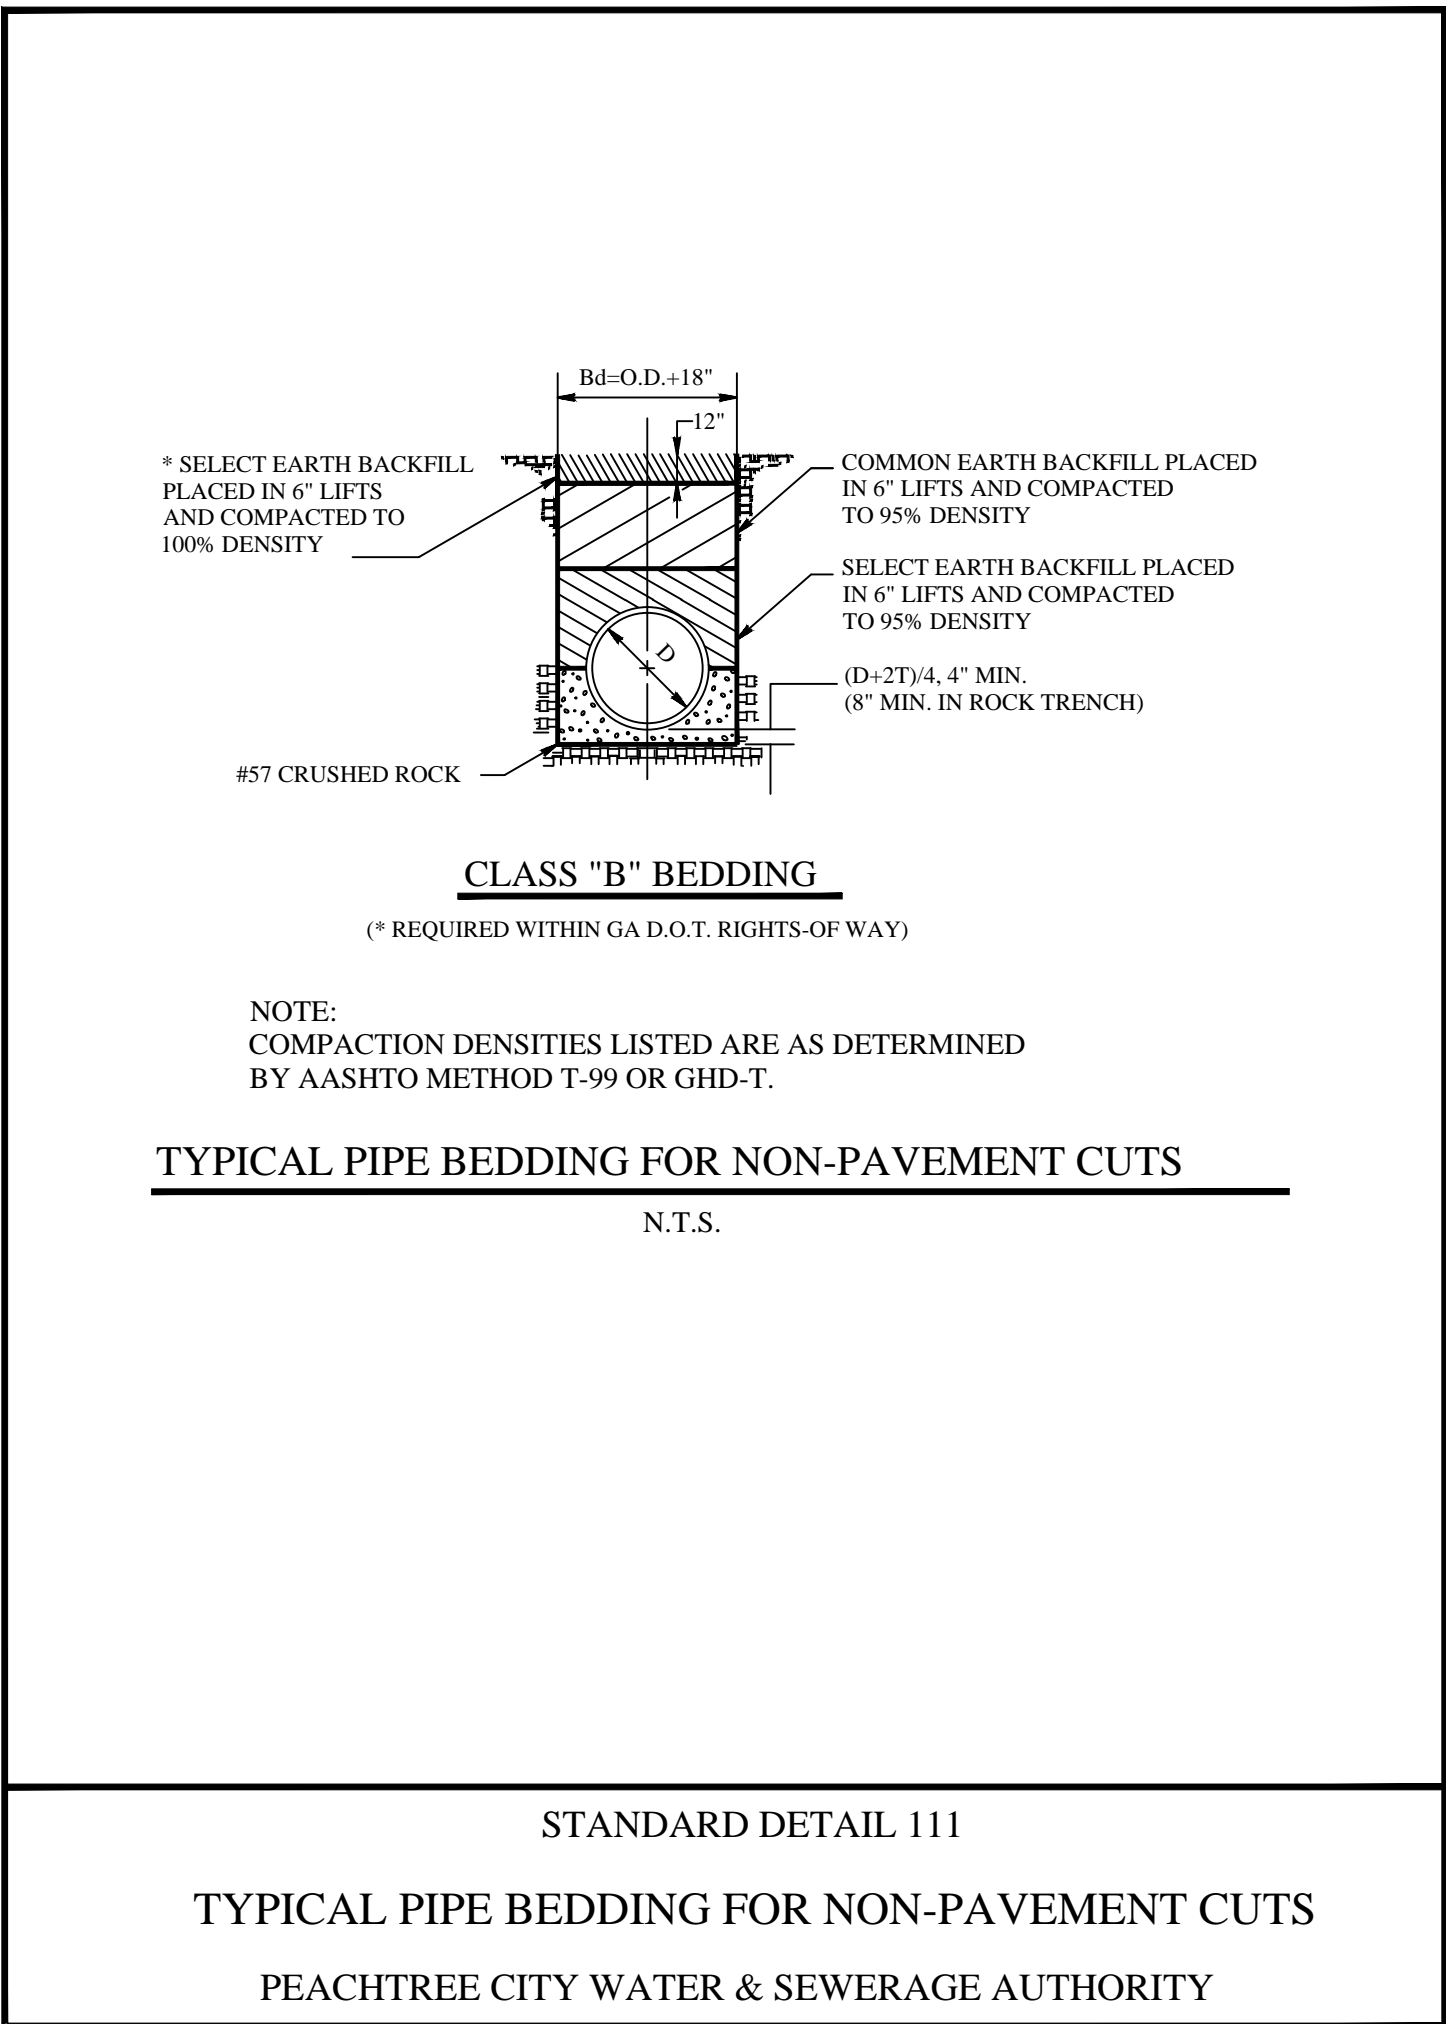 Bd=O.D.+18"
12"
* SELECT EARTH BACKFILL
PLACED IN 6" LIFTS
AND COMPACTED TO
100% DENSITY
COMMON EARTH BACKFILL PLACED
IN 6" LIFTS AND COMPACTED
TO 95% DENSITY
SELECT EARTH BACKFILL PLACED
IN 6" LIFTS AND COMPACTED
TO 95% DENSITY
D
(D+2T)/4, 4" MIN.
(8" MIN. IN ROCK TRENCH)
#57 CRUSHED ROCK
CLASS "B" BEDDING
(* REQUIRED WITHIN GA D.O.T. RIGHTS-OF WAY)
NOTE:
COMPACTION DENSITIES LISTED ARE AS DETERMINED
BY AASHTO METHOD T-99 OR GHD-T.
TYPICAL PIPE BEDDING FOR NON-PAVEMENT CUTS
N.T.S.
STANDARD DETAIL 111
TYPICAL PIPE BEDDING FOR NON-PAVEMENT CUTS
PEACHTREE CITY WATER & SEWERAGE AUTHORITY